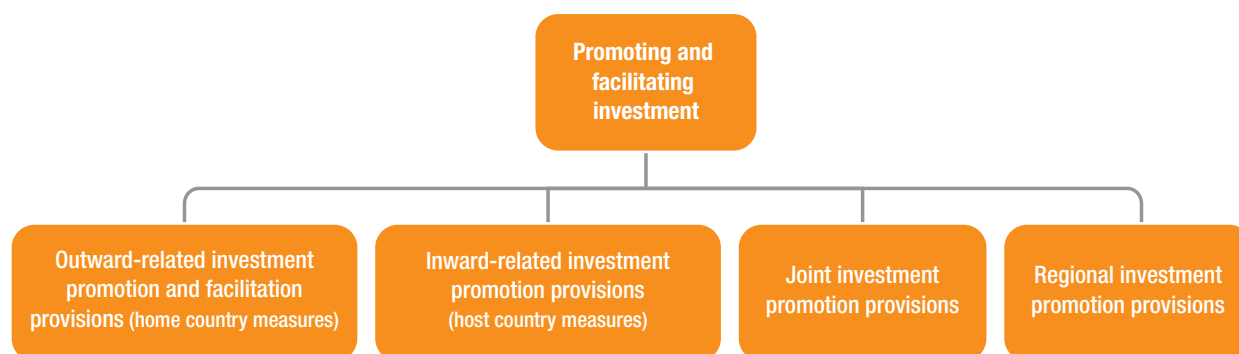 Promoting and
facilitating
investment
Outward-related investment
promotion and facilitation
provisions (home country measures)
Inward-related investment
promotion provisions
(host country measures)
Joint investment
promotion provisions
Regional investment
promotion provisions